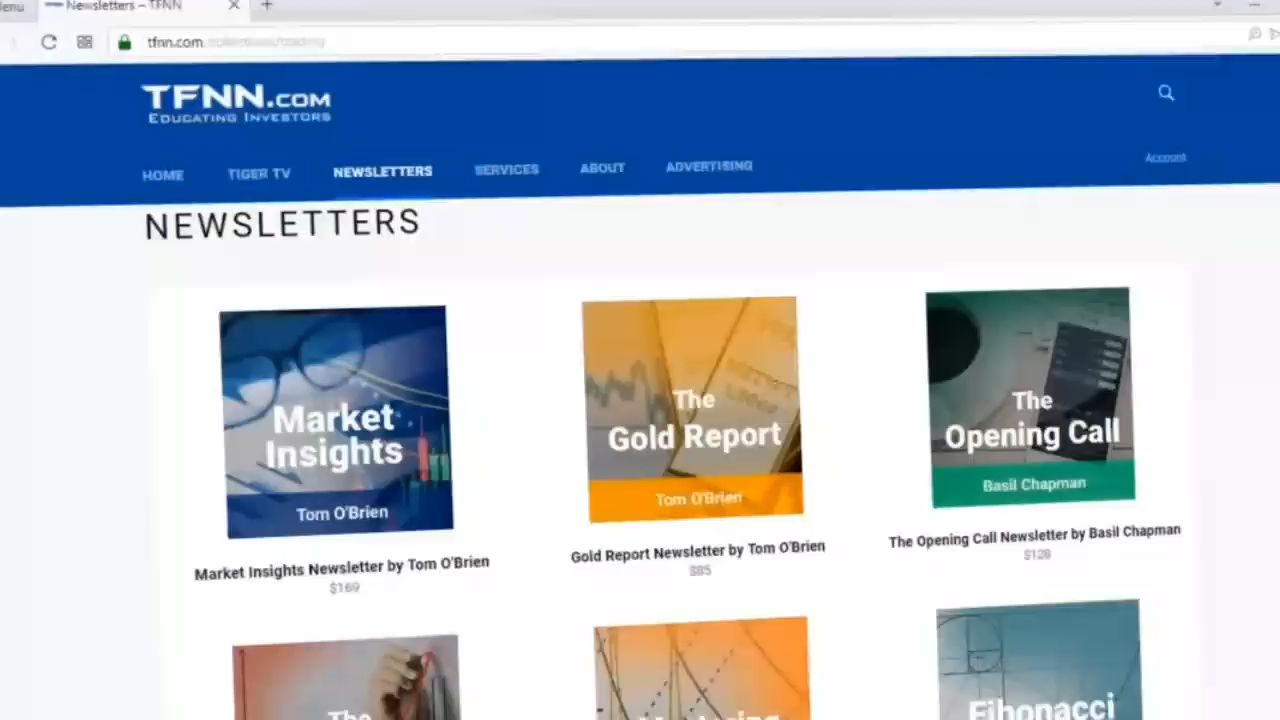 Newsletters – TFNN
tfnn.com
TFNN.COM
EDUCATING INVESTORS
Account
HOME
TIGER TV
NEWSLETTERS
SERVICES
ABOUT
ADVERTISING
NEWSLETTERS
Market
Insights
Tom O'Brien
Market Insights Newsletter by Tom O'Brien
$169
The
Gold Report
Tom O'Brien
Gold Report Newsletter by Tom O'Brien
$85
The
Opening Call
Basil Chapman
The Opening Call Newsletter by Basil Chapman
$128
The
Fibonacci